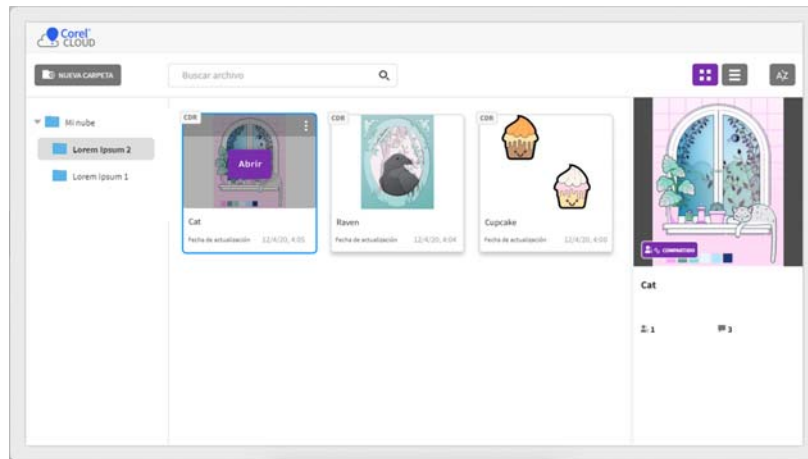 Corel
CLOUD
NUEVA CARPETA
Buscar archivo
AZ
Mi nube
Lorem Ipsum 2
Lorem Ipsum 1
CDR
Abrir
Cat
Fecha de actualización 12/4/20, 4:05
CDR
Raven
Fecha de actualización 12/4/20, 4:04
CDR
Cupcake
Fecha de actualización 12/4/20, 4:00
COMPARTIDO
Cat
1
3